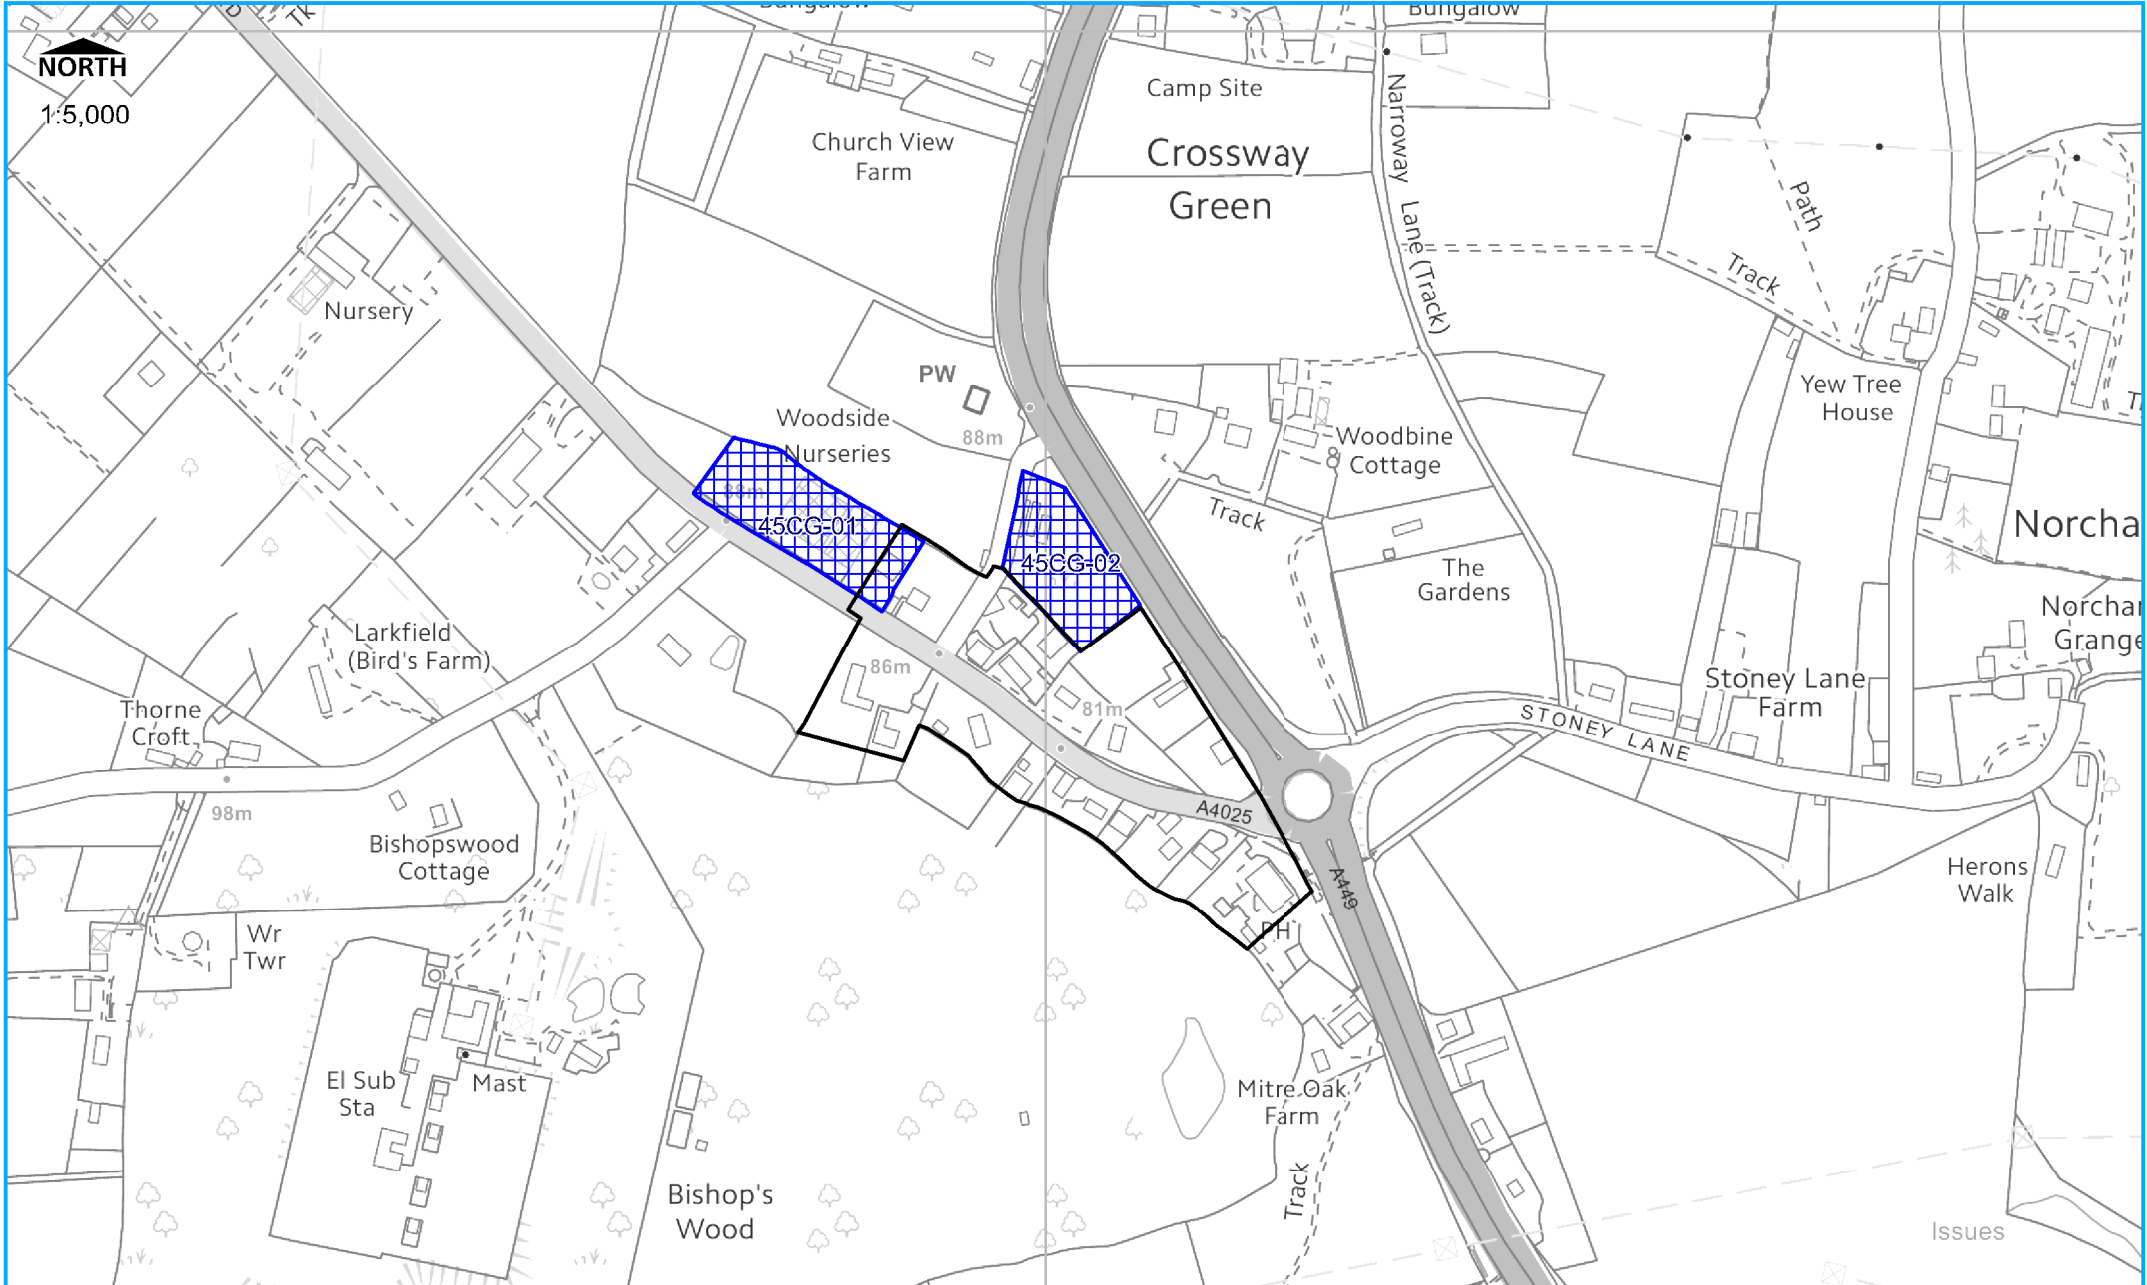 D
TK
Bungalow
Bungalow
NORTH
1:5,000
Camp Site
Narroway Lane (Track)
Church View
Farm
Crossway
Green
Path
Track
Nursery
PW
Yew Tree
House
Woodside
Nurseries
88m
Woodbine
Cottage
88m
45CG-01
Track
Norcha
45CG-02
The
Gardens
Norchar
Grange
Larkfield
(Bird's Farm)
86m
Stoney Lane
Farm
Thorne
Croft
81m
STONEY LANE
98m
A4025
Bishopswood
Cottage
A449
Herons
Walk
Wr
Twr
PH
El Sub
Sta
Mast
Mitre Oak
Farm
Track
Bishop's
Wood
Issues